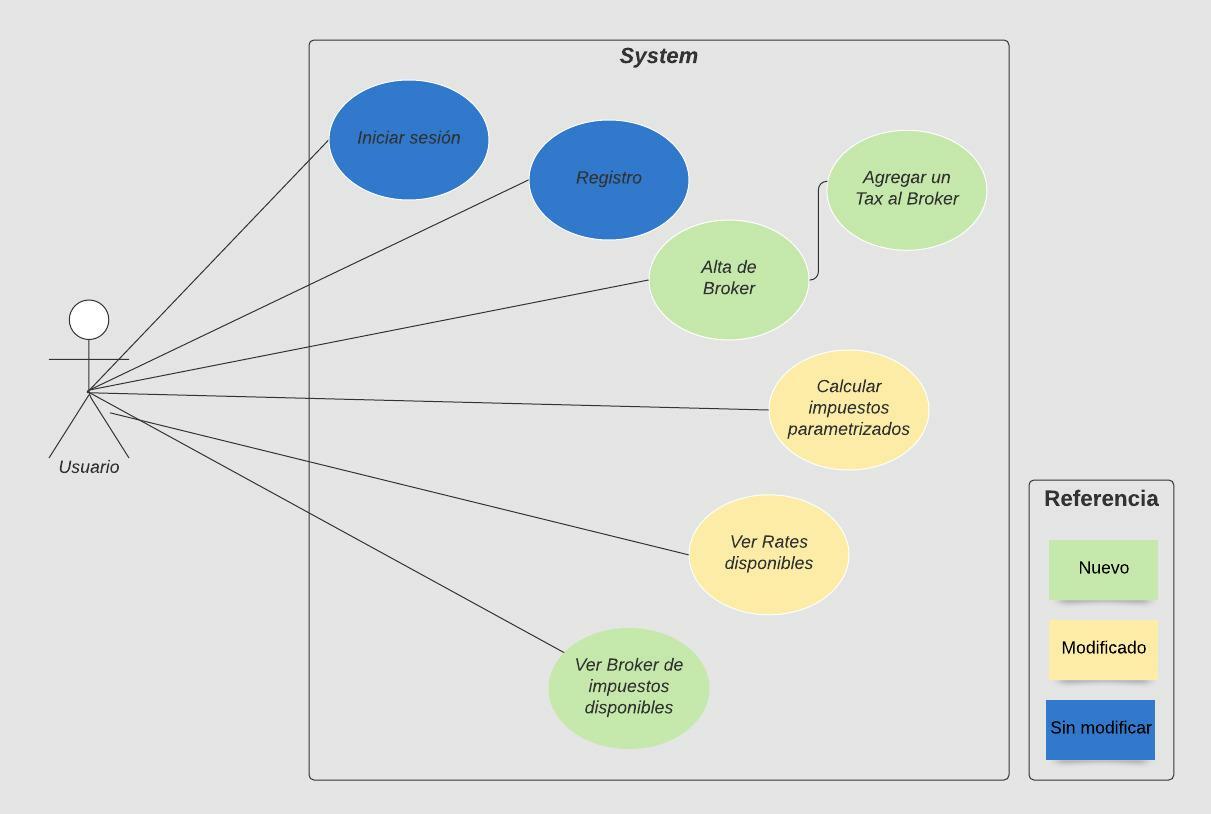 System
Iniciar sesión
Registro
Agregar un
Tax al Broker
Alta de
Broker
Calcular
impuestos
parametrizados
Usuario
Ver Rates
disponibles
Ver Broker de
impuestos
disponibles
Referencia
Nuevo
Modificado
Sin modificar